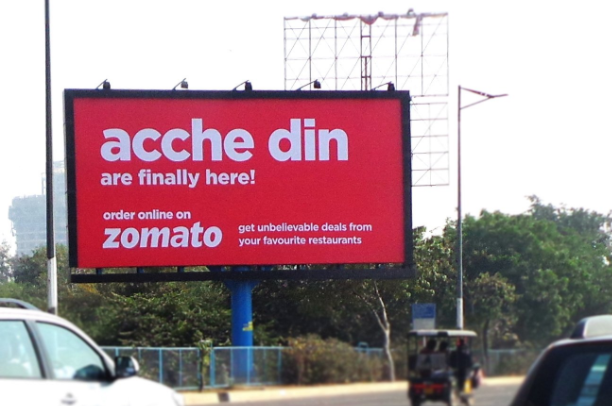 acche din
are finally here!
order online on
zomato
get unbelievable deals from
your favourite restaurants